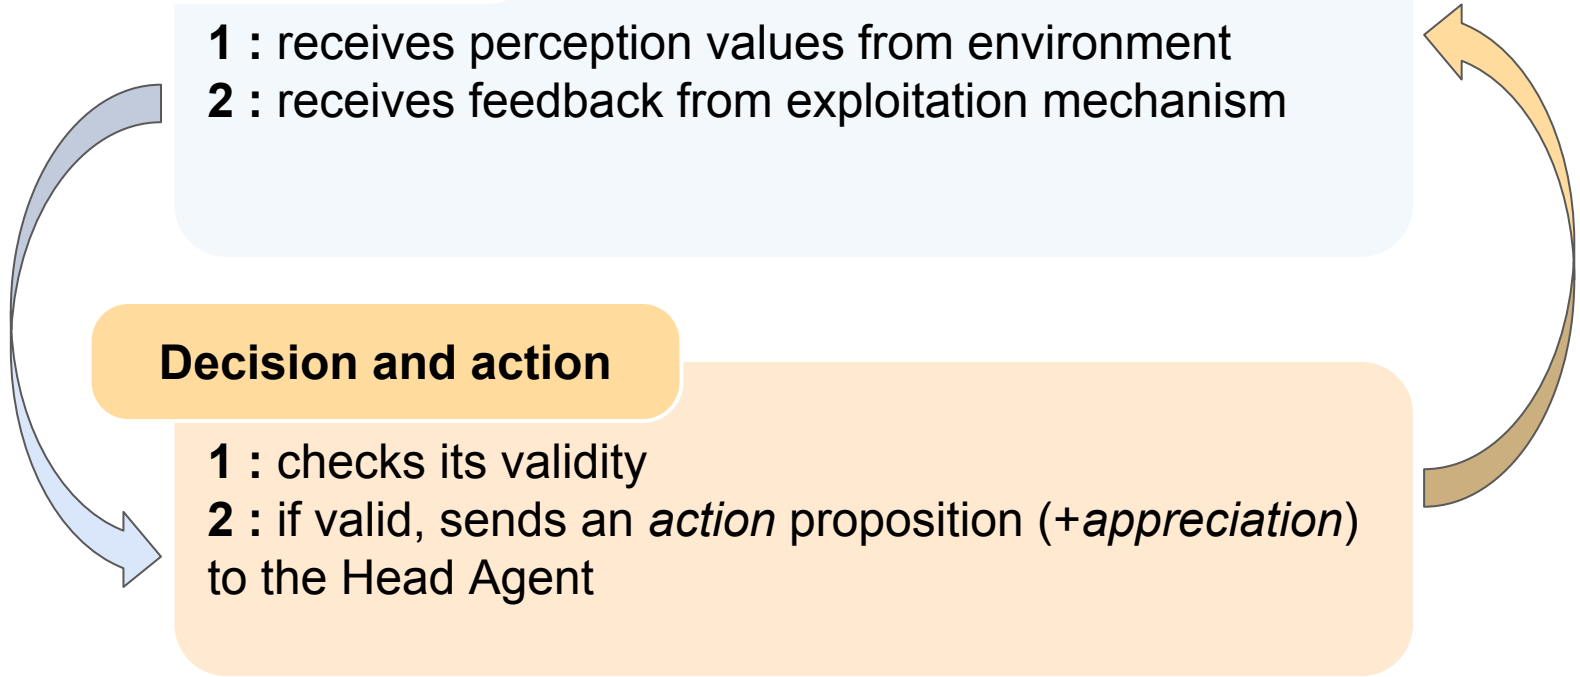 1 : receives perception values from environment
2 : receives feedback from exploitation mechanism
Decision and action
1 : checks its validity
2 : if valid, sends an action proposition (+appreciation)
to the Head Agent